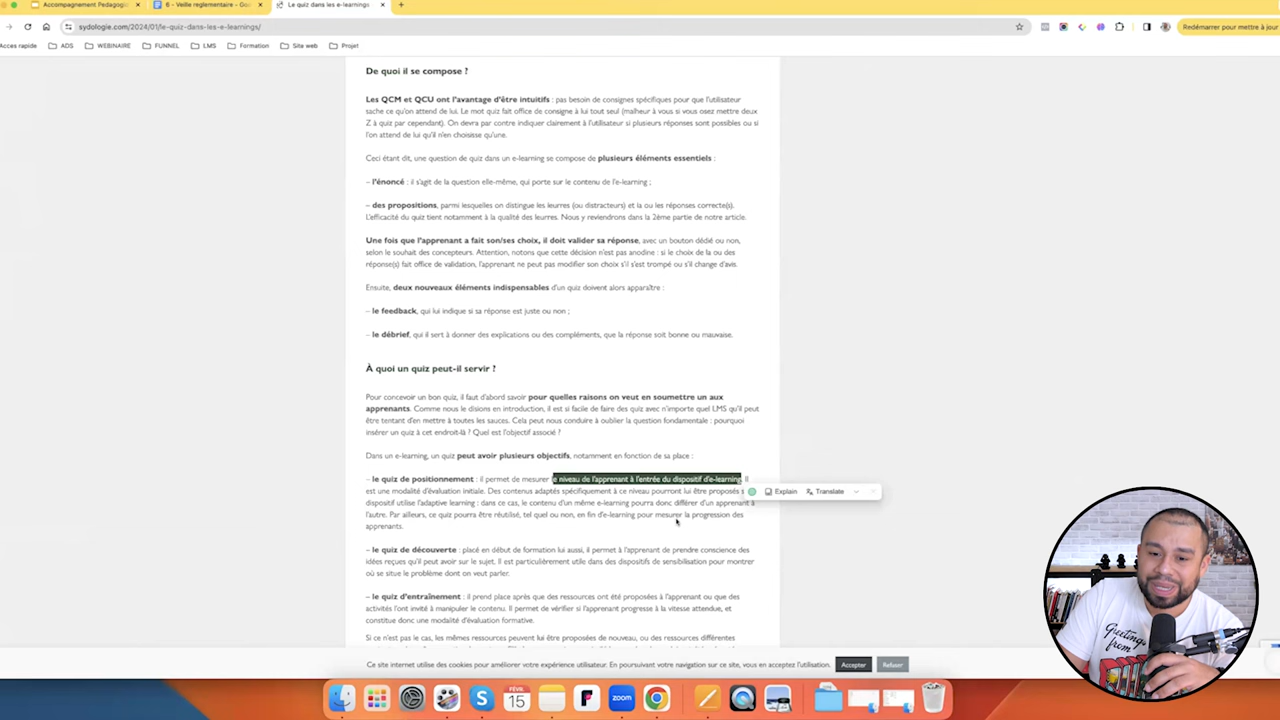 Accompagnement Pedagogi
6 - Veille reglementaire - Goo
Le quiz dans les e-learnings
sydologie.com/2024/01/le-quiz-dans-les-e-learnings/
Redémarrer pour mettre à jour
Acces rapide
ADS
WEBINAIRE
FUNNEL
LMS
Formation
Site web
Projet
De quoi il se compose ?
Les QCM et QCU ont l'avantage d'être intuitifs : pas besoin de consignes spécifiques pour que l'utilisateur
sache ce qu'on attend de lui. Le mot quiz fait office de consigne à lui tout seul (malheur à vous si vous osez mettre deux
Z à quiz par cependant). On devra par contre indiquer clairement à l'utilisateur si plusieurs réponses sont possibles ou si
l'on attend de lui qu'il n'en choisisse qu'une.
Ceci étant dit, une question de quiz dans un e-learning se compose de plusieurs éléments essentiels :
– l'énoncé : il s'agit de la question elle-même, qui porte sur le contenu de l'e-learning ;
– des propositions, parmi lesquelles on distingue les leurres (ou distracteurs) et la ou les réponses correcte(s).
L'efficacité du quiz tient notamment à la qualité des leurres. Nous y reviendrons dans la 2ème partie de notre article.
Une fois que l'apprenant a fait son/ses choix, il doit valider sa réponse, avec un bouton dédié ou non,
selon le souhait des concepteurs. Attention, notons que cette décision n'est pas anodine : si le choix de la ou des
réponse(s) fait office de validation, l'apprenant ne peut pas modifier son choix s'il s'est trompé ou s'il change d'avis.
Ensuite, deux nouveaux éléments indispensables d'un quiz doivent alors apparaître :
– le feedback, qui lui indique si sa réponse est juste ou non ;
– le débrief, qui il sert à donner des explications ou des compléments, que la réponse soit bonne ou mauvaise.
À quoi un quiz peut-il servir ?
Pour concevoir un bon quiz, il faut d'abord savoir pour quelles raisons on veut en soumettre un aux
apprenants. Comme nous le disions en introduction, il est si facile de faire des quiz avec n'importe quel LMS qu'il peut
être tentant d'en mettre à toutes les sauces. Cela peut nous conduire à oublier la question fondamentale : pourquoi
insérer un quiz à cet endroit-là ? Quel est l'objectif associé ?
Dans un e-learning, un quiz peut avoir plusieurs objectifs, notamment en fonction de sa place :
– le quiz de positionnement : il permet de mesurer le niveau de l'apprenant à l'entrée du dispositif d'e-learning. Il
est une modalité d'évaluation initiale. Des contenus adaptés spécifiquement à ce niveau pourront lui être proposés s
Explain
Translate
dispositif utilise l'adaptive learning : dans ce cas, le contenu d'un même e-learning pourra donc différer d'un apprenant à
l'autre. Par ailleurs, ce quiz pourra être réutilisé, tel quel ou non, en fin d'e-learning pour mesurer la progression des
apprenants.
– le quiz de découverte : placé en début de formation lui aussi, il permet à l'apprenant de prendre conscience des
idées reçues qu'il peut avoir sur le sujet. Il est particulièrement utile dans des dispositifs de sensibilisation pour montrer
où se situe le problème dont on veut parler.
– le quiz d'entraînement : il prend place après que des ressources ont été proposées à l'apprenant ou que des
activités l'ont invité à manipuler le contenu. Il permet de vérifier si l'apprenant progresse à la vitesse attendue, et
constitue donc une modalité d'évaluation formative.
Si ce n'est pas le cas, les mêmes ressources peuvent lui être proposées de nouveau, ou des ressources différentes
Ce site internet utilise des cookies pour améliorer votre expérience utilisateur. En poursuivant votre navigation sur ce site, vous en acceptez l'utilisation.
Accepter
Refuser
FÉVR.
15
zoom
Greetings
FROM